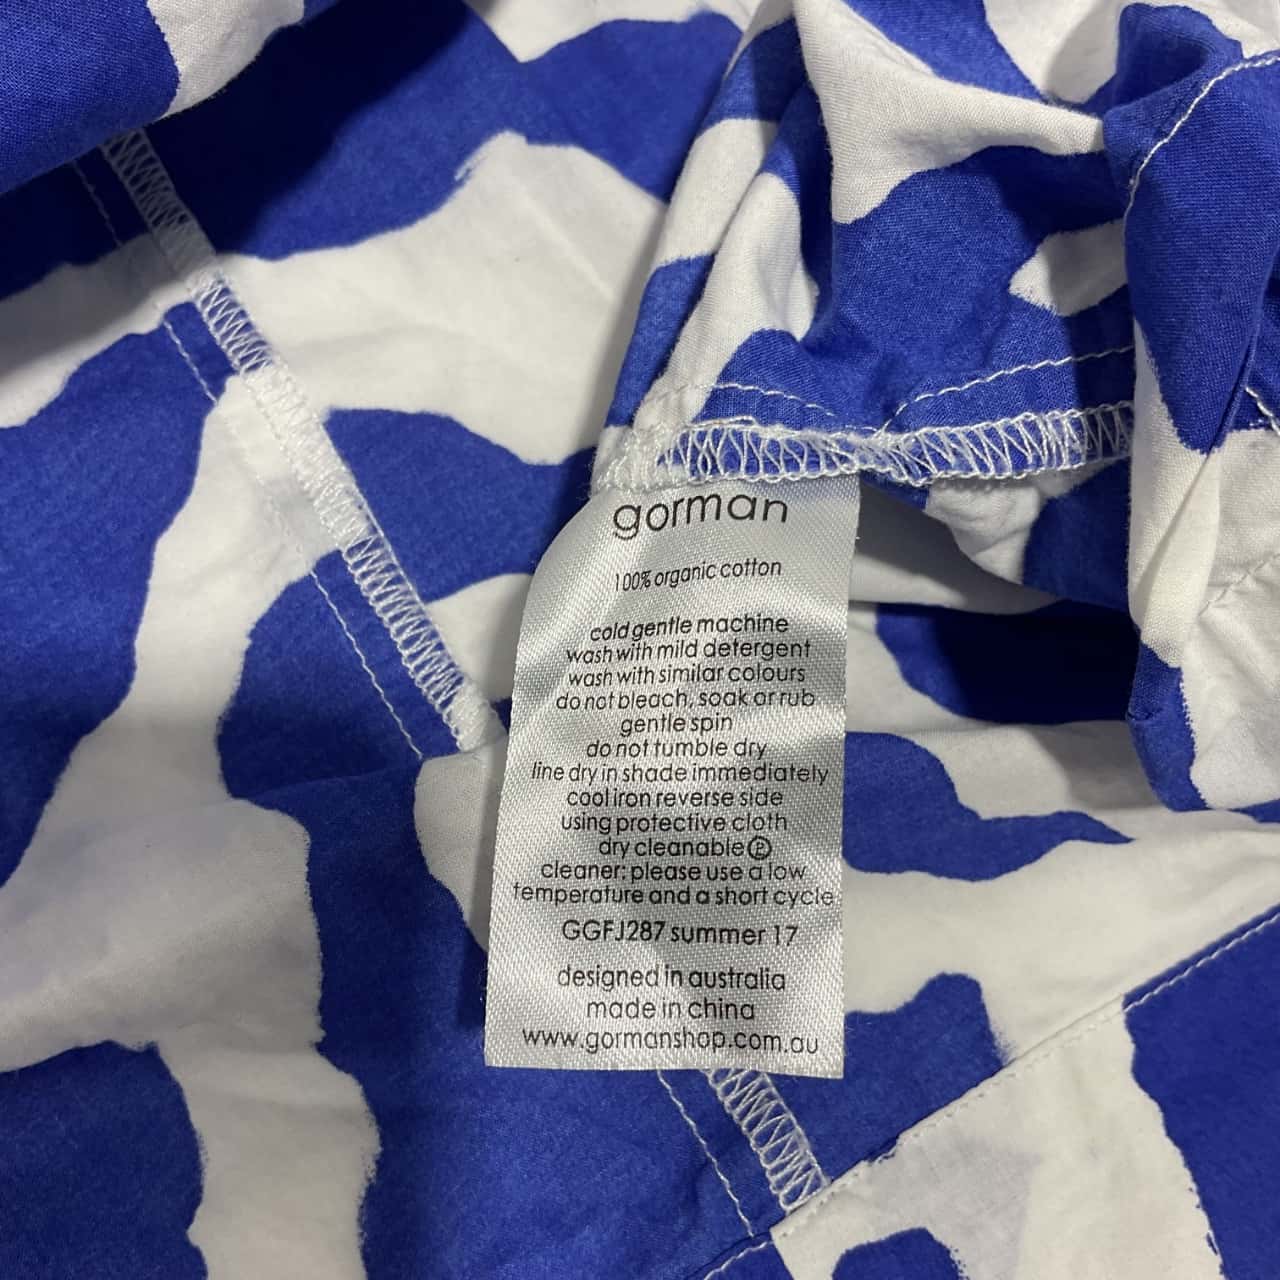 gorman
100% organic cotton
cold gentle machine
wash with mild detergent
wash with similar colours
do not bleach, soak or rub
gentle spin
do not tumble dry
line dry in shade immediately
cool iron reverse side
using protective cloth
dry cleanable Ⓟ
cleaner: please use a low
temperature and a short cycle
GGFJ287 summer 17
designed in australia
made in china
www.gormanshop.com.au